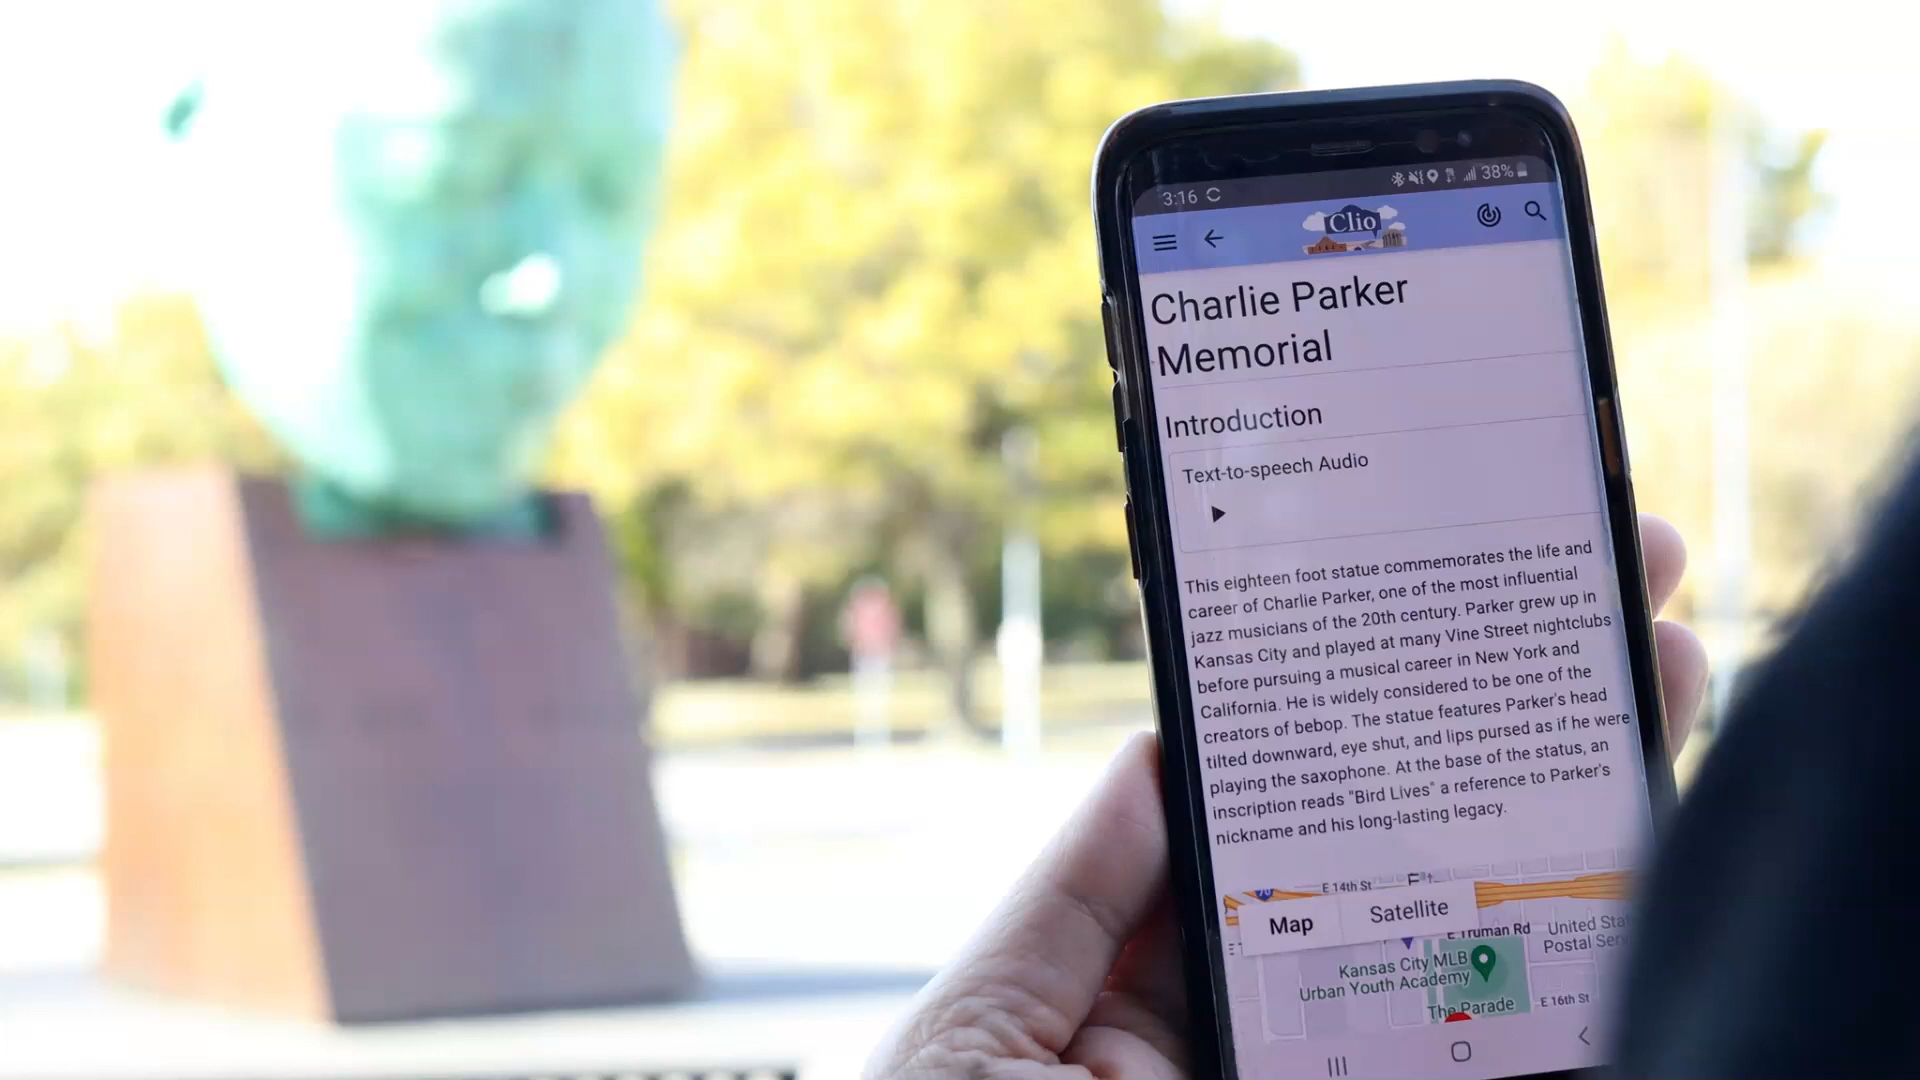 3:16
38%
Clio
Charlie Parker
Memorial
Introduction
Text-to-speech Audio
This eighteen foot statue commemorates the life and
career of Charlie Parker, one of the most influential
jazz musicians of the 20th century. Parker grew up in
Kansas City and played at many Vine Street nightclubs
before pursuing a musical career in New York and
California. He is widely considered to be one of the
creators of bebop. The statue features Parker's head
tilted downward, eye shut, and lips pursed as if he were
playing the saxophone. At the base of the status, an
inscription reads "Bird Lives" a reference to Parker's
nickname and his long-lasting legacy.
E 14th St
70
Map
Satellite
E Truman Rd
United Sta
Postal Serv
Kansas City MLB
Urban Youth Academy
The Parade
E 16th St